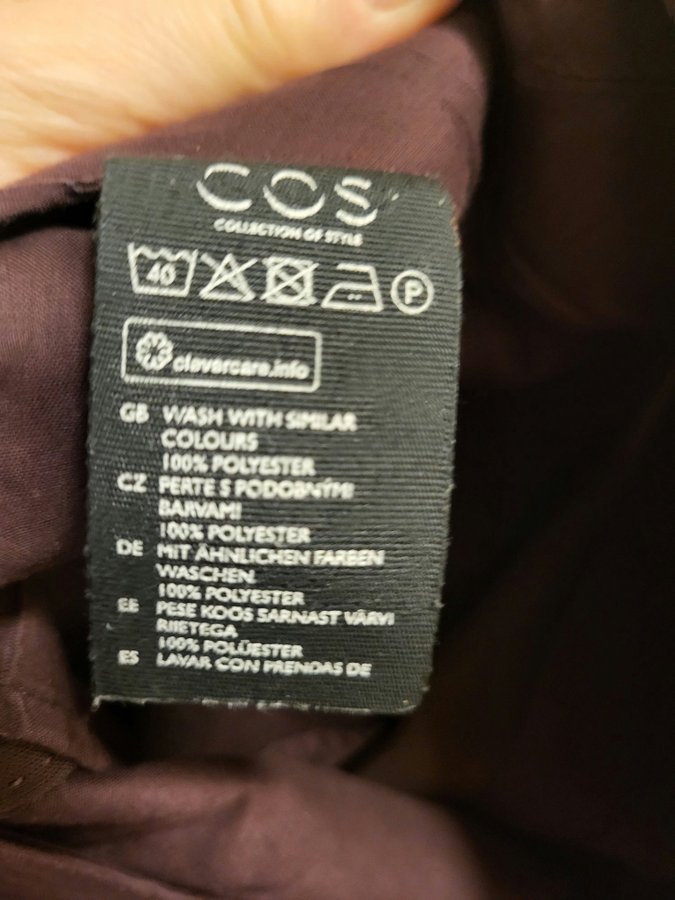 COS
COLLECTION OF STYLE
40
P
clevercare.info
GB WASH WITH SIMILAR
COLOURS
100% POLYESTER
CZ PERTE S PODOBNÝMI
BARVAMI
100% POLYESTER
DE MIT ÄHNLICHEN FARBEN
WASCHEN
100% POLYESTER
EE PESE KOOS SARNAST VÄRVI
RIIETEGA
100% POLÜESTER
ES LAVAR CON PRENDAS DE